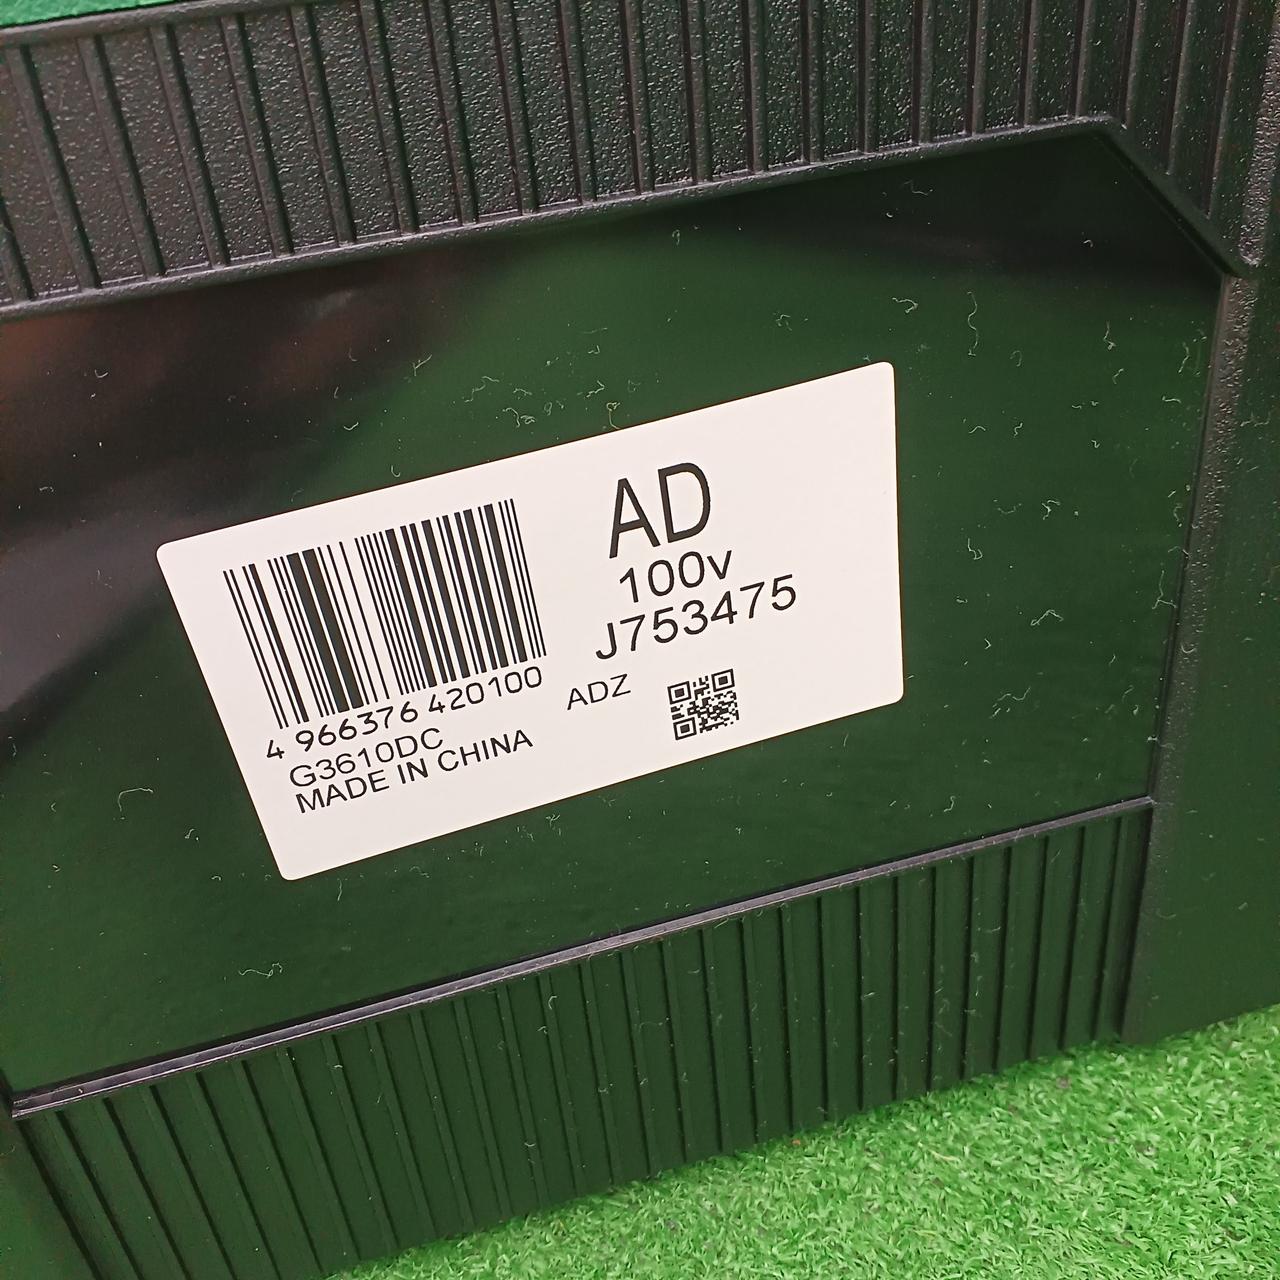 AD
100v
J753475
ADZ
4 966376 420100
G3610DC
MADE IN CHINA